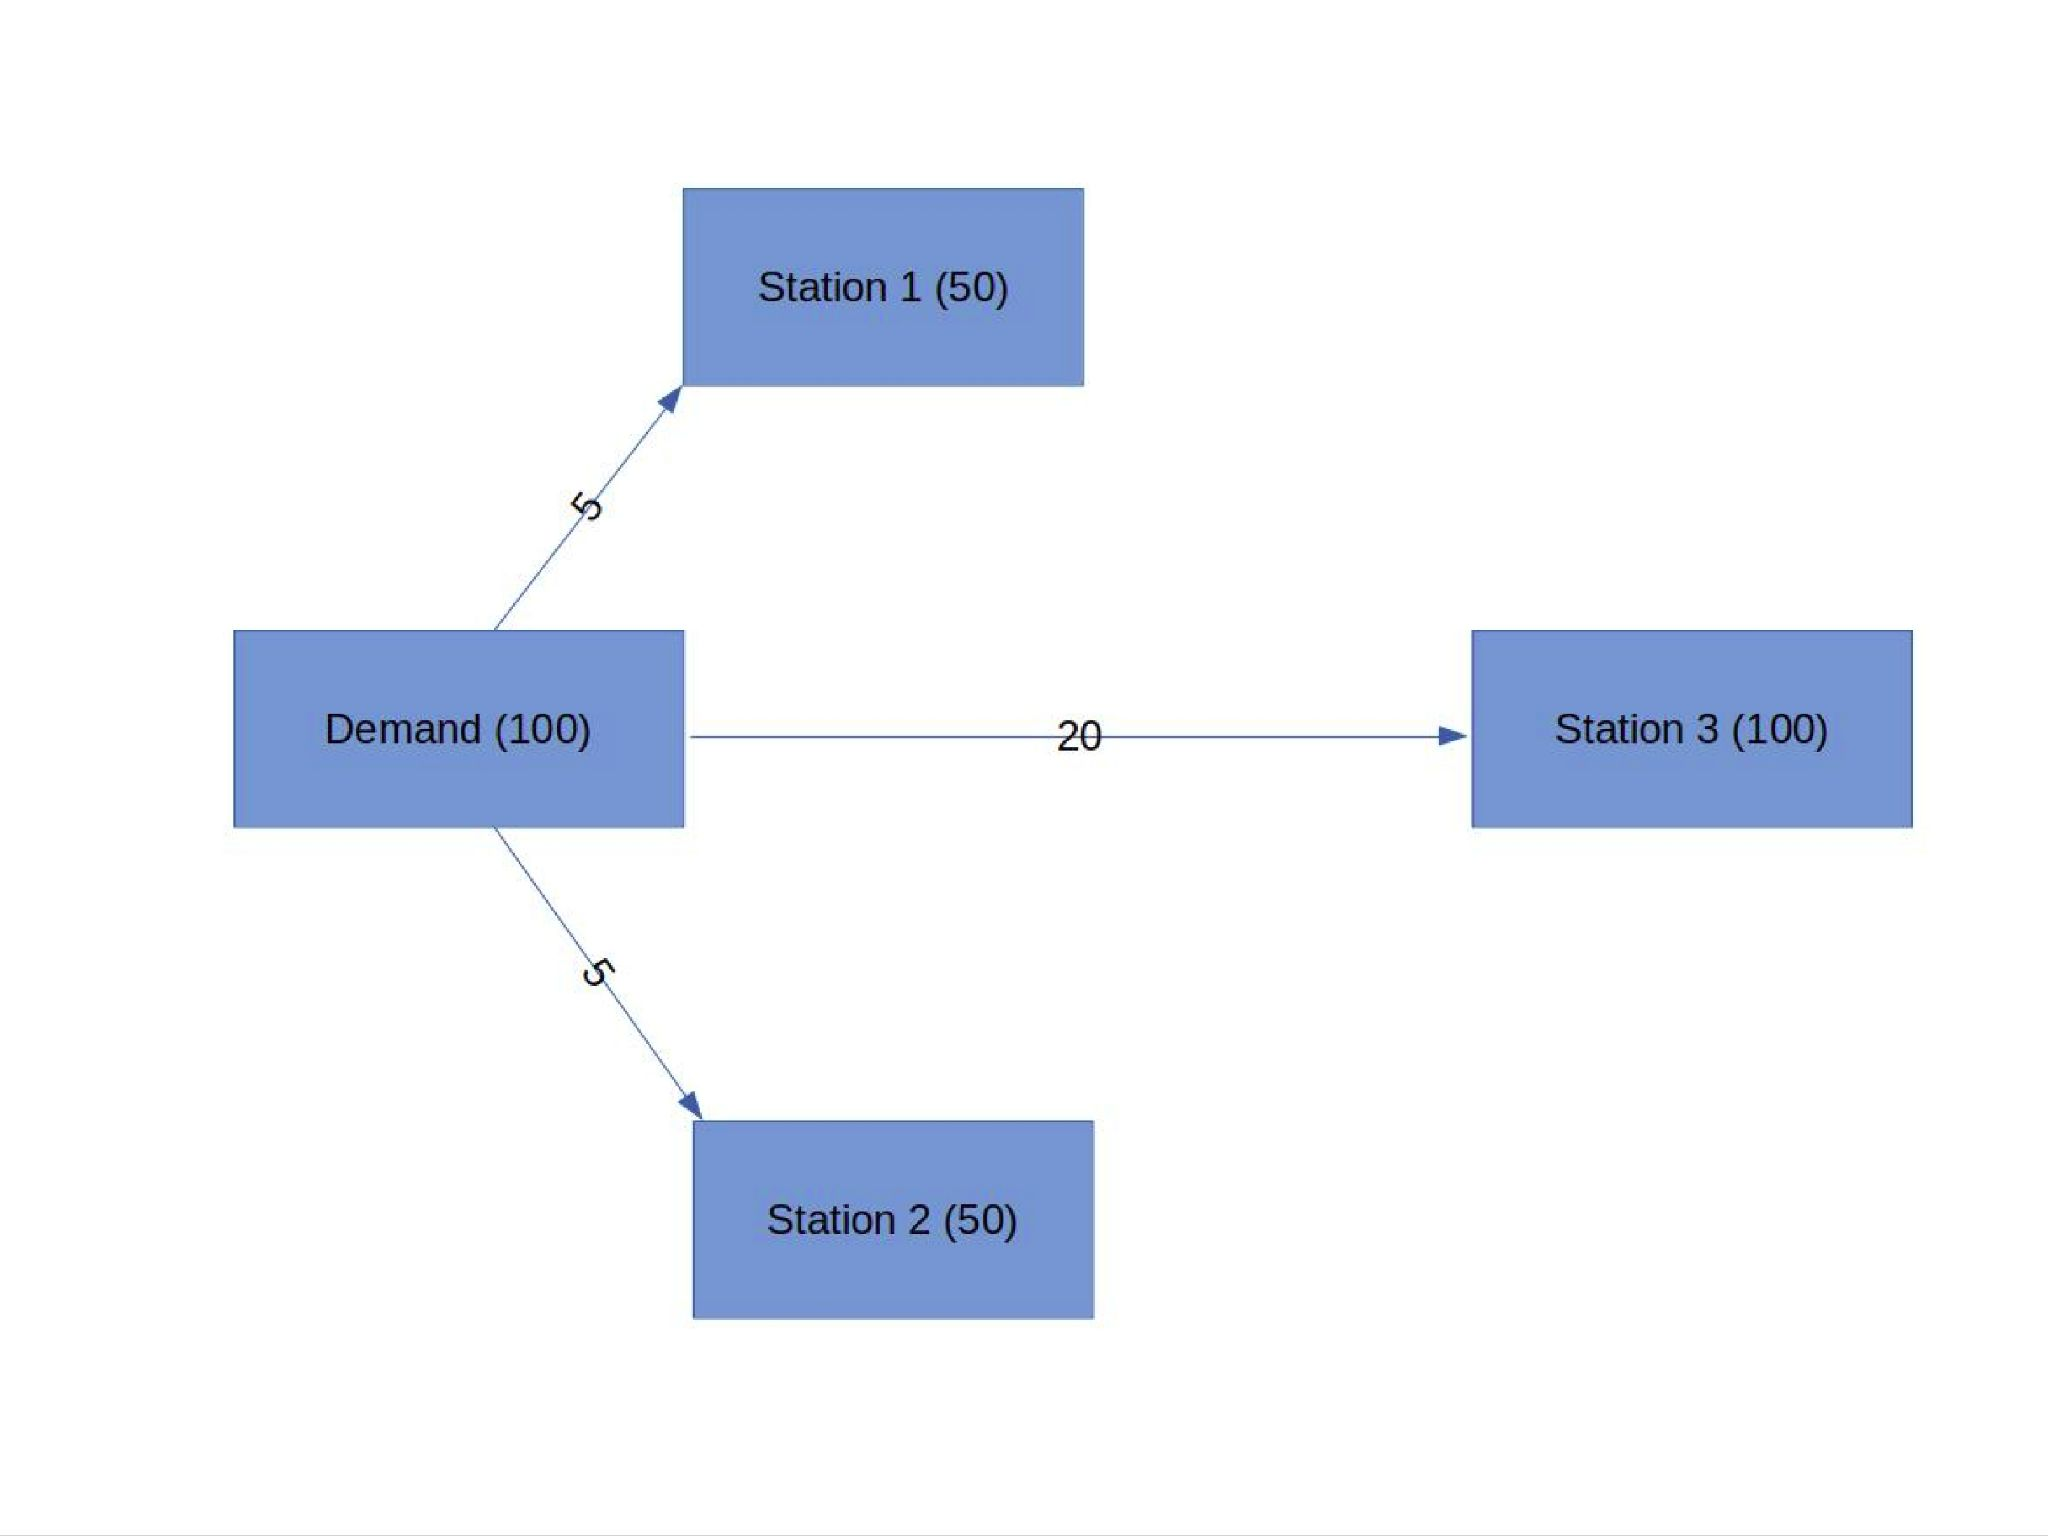 Station 1 (50)
5
Demand (100)
20
Station 3 (100)
5
Station 2 (50)